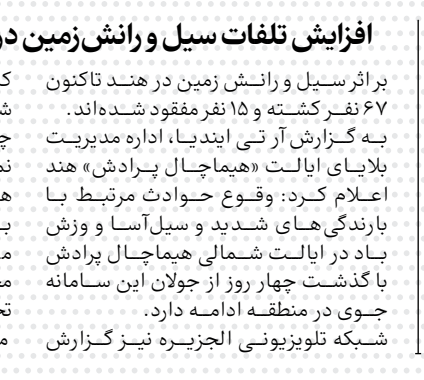 افزایش تلفات سیل و رانش‌زمین در
بر اثر سیل و رانش زمین در هند تاکنون
۶۷ نفر کشته و ۱۵ نفر مفقود شده‌اند.
به گزارش آر تی ایندیا، اداره مدیریت
بلایای ایالت «هیماچال پرادش» هند
اعلام کرد: وقوع حوادث مرتبط با
بارندگی‌های شدید و سیل‌آسا و وزش
باد در ایالت شمالی هیماچال پرادش
با گذشت چهار روز از جولان این سامانه
جوی در منطقه ادامه دارد.
شبکه تلویزیونی الجزیره نیز گزارش